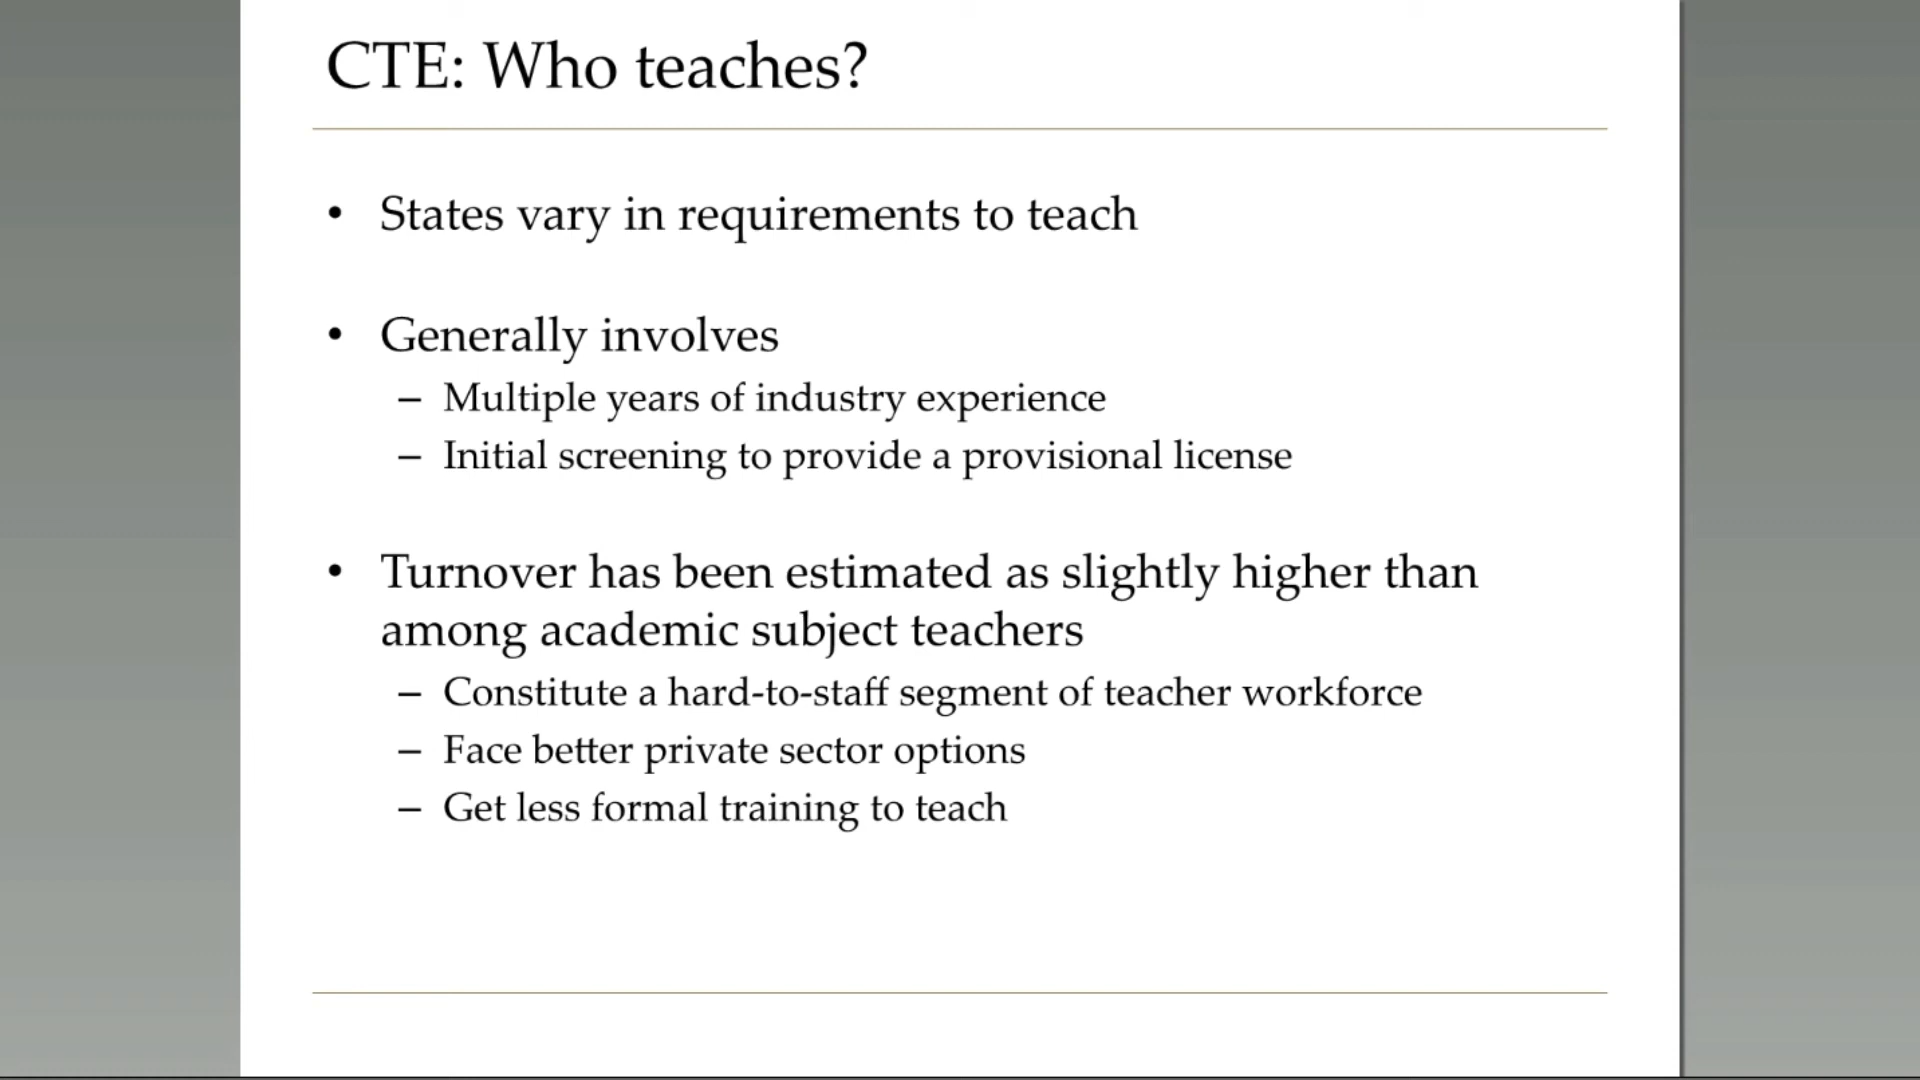 CTE: Who teaches?
• States vary in requirements to teach
• Generally involves
– Multiple years of industry experience
– Initial screening to provide a provisional license
• Turnover has been estimated as slightly higher than
among academic subject teachers
– Constitute a hard-to-staff segment of teacher workforce
– Face better private sector options
– Get less formal training to teach